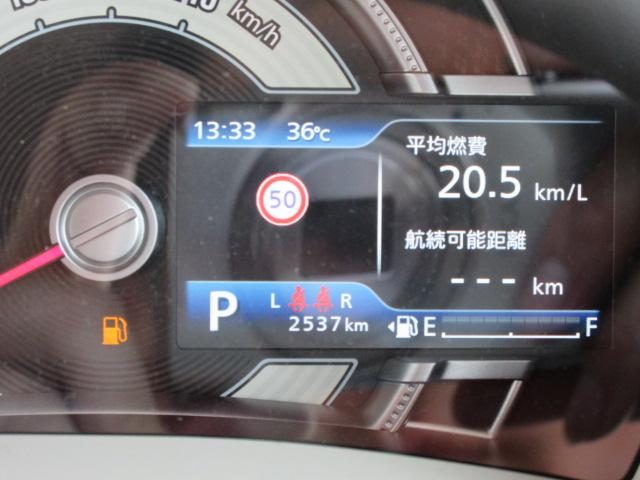 km/h
13:33 36℃
50
平均燃費
20.5 km/L
航続可能距離
--- km
P
L R
2537km
E F